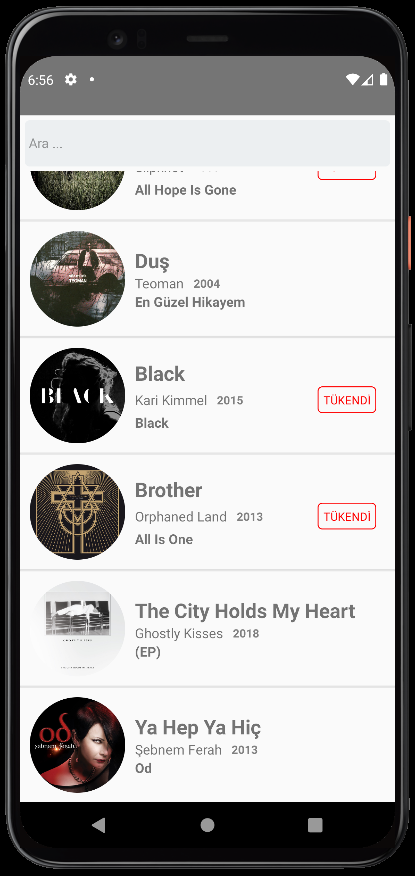 6:56
Ara ...
All Hope Is Gone
Duş
Teoman 2004
En Güzel Hikayem
BLACK
Black
Kari Kimmel 2015
TÜKENDİ
Black
Brother
Orphaned Land 2013
TÜKENDİ
All Is One
The City Holds My Heart
Ghostly Kisses 2018
(EP)
od
şebnem ferah
Ya Hep Ya Hiç
Şebnem Ferah 2013
Od